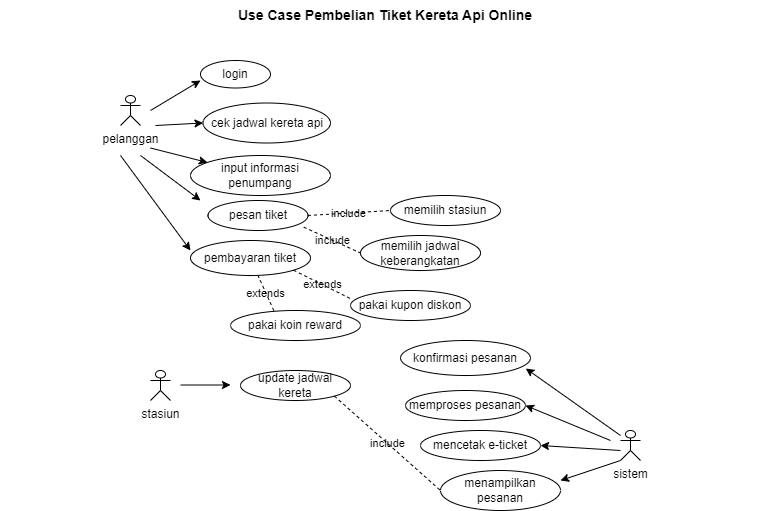 Use Case Pembelian Tiket Kereta Api Online
login
pelanggan
cek jadwal kereta api
input informasi
penumpang
pesan tiket
include
memilih stasiun
include
memilih jadwal
keberangkatan
pembayaran tiket
extends
extends
pakai kupon diskon
pakai koin reward
konfirmasi pesanan
stasiun
update jadwal
kereta
memproses pesanan
include
mencetak e-ticket
sistem
menampilkan
pesanan